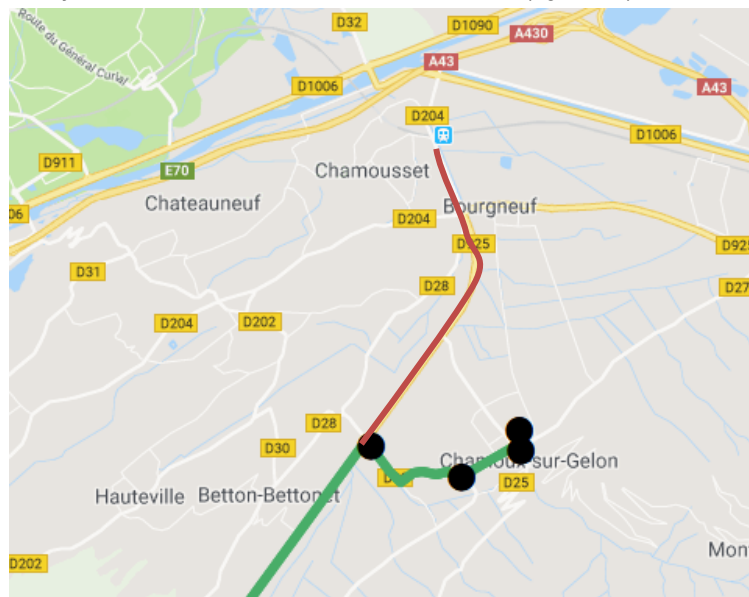 D32
D1090
Route du Général Curial
A430
A43
D1006
A43
D204
D1006
D911
E70
Chamousset
Chateauneuf
Bourgneuf
06
D204
D925
D31
D28
D27
D204
D202
D28
D30
Chamoux-sur-Gelon
Hauteville
Betton-Bettonet
D25
D202
Mon